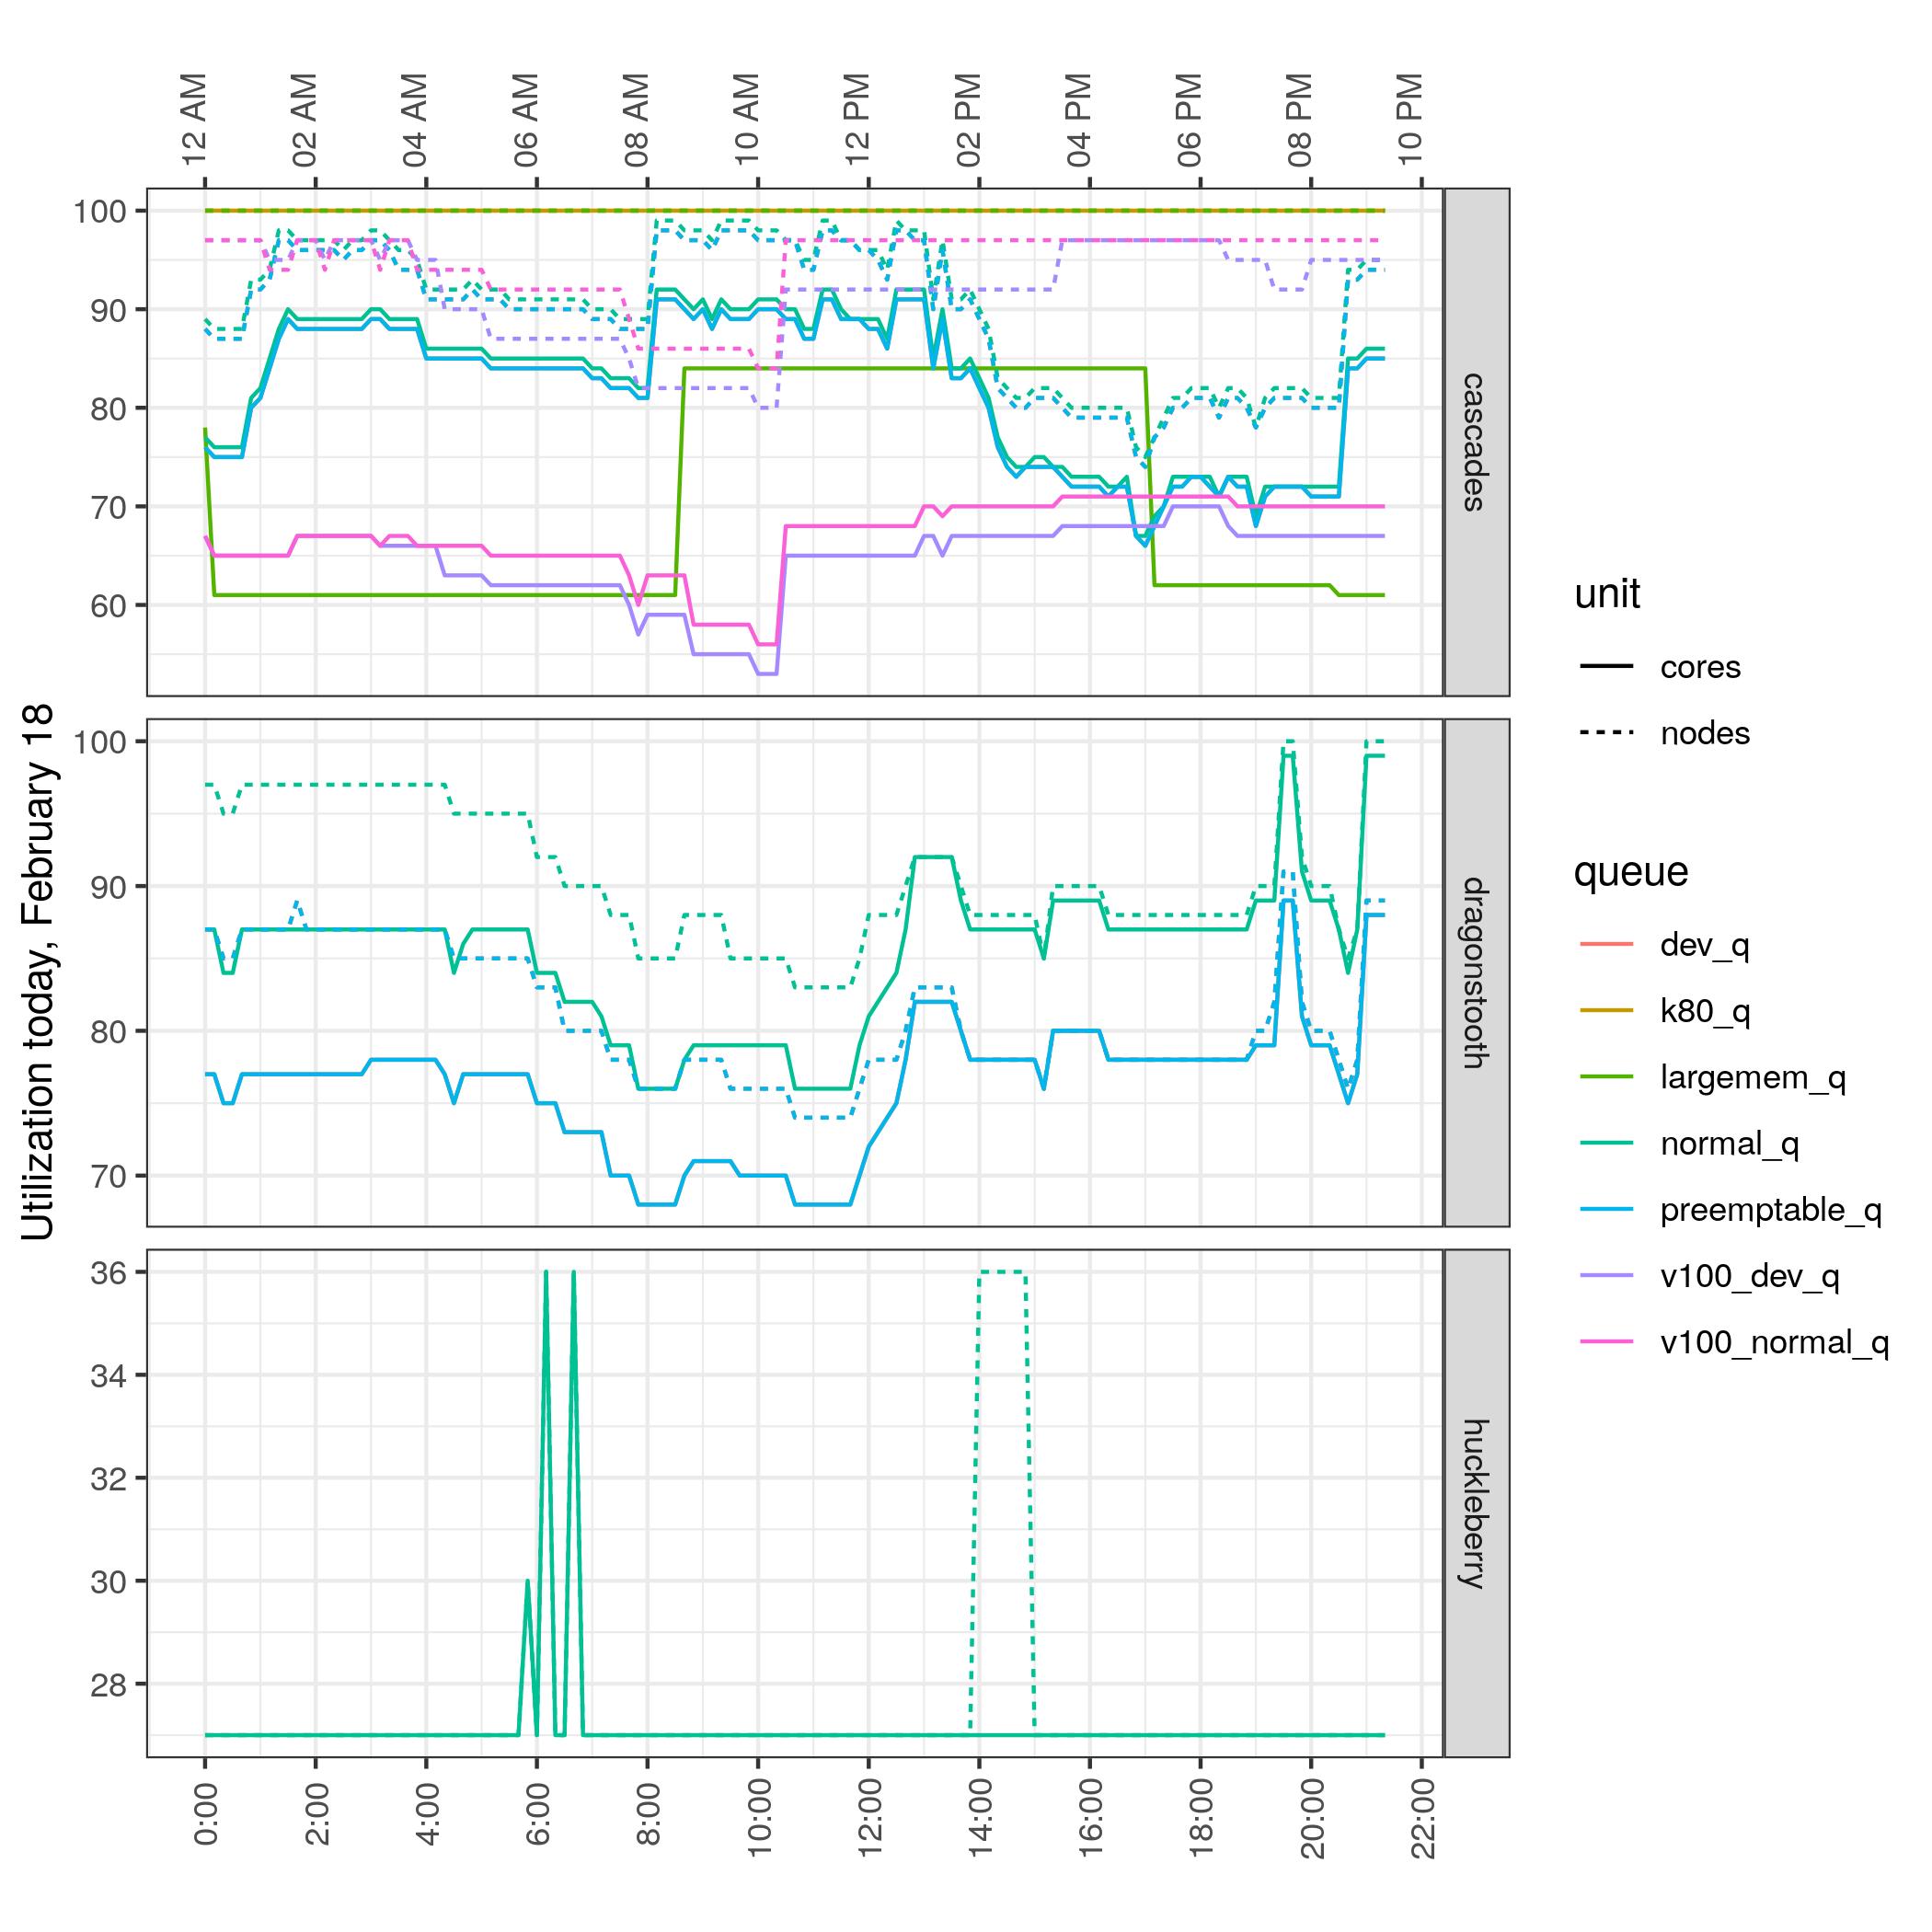 12 AM
02 AM
04 AM
06 AM
08 AM
10 AM
12 PM
02 PM
04 PM
06 PM
08 PM
10 PM
Utilization today, February 18
100
90
80
70
60
cascades
100
90
80
70
dragonstooth
36
34
32
30
28
huckleberry
0:00
2:00
4:00
6:00
8:00
10:00
12:00
14:00
16:00
18:00
20:00
22:00
unit
cores
nodes
queue
dev_q
k80_q
largemem_q
normal_q
preemptable_q
v100_dev_q
v100_normal_q